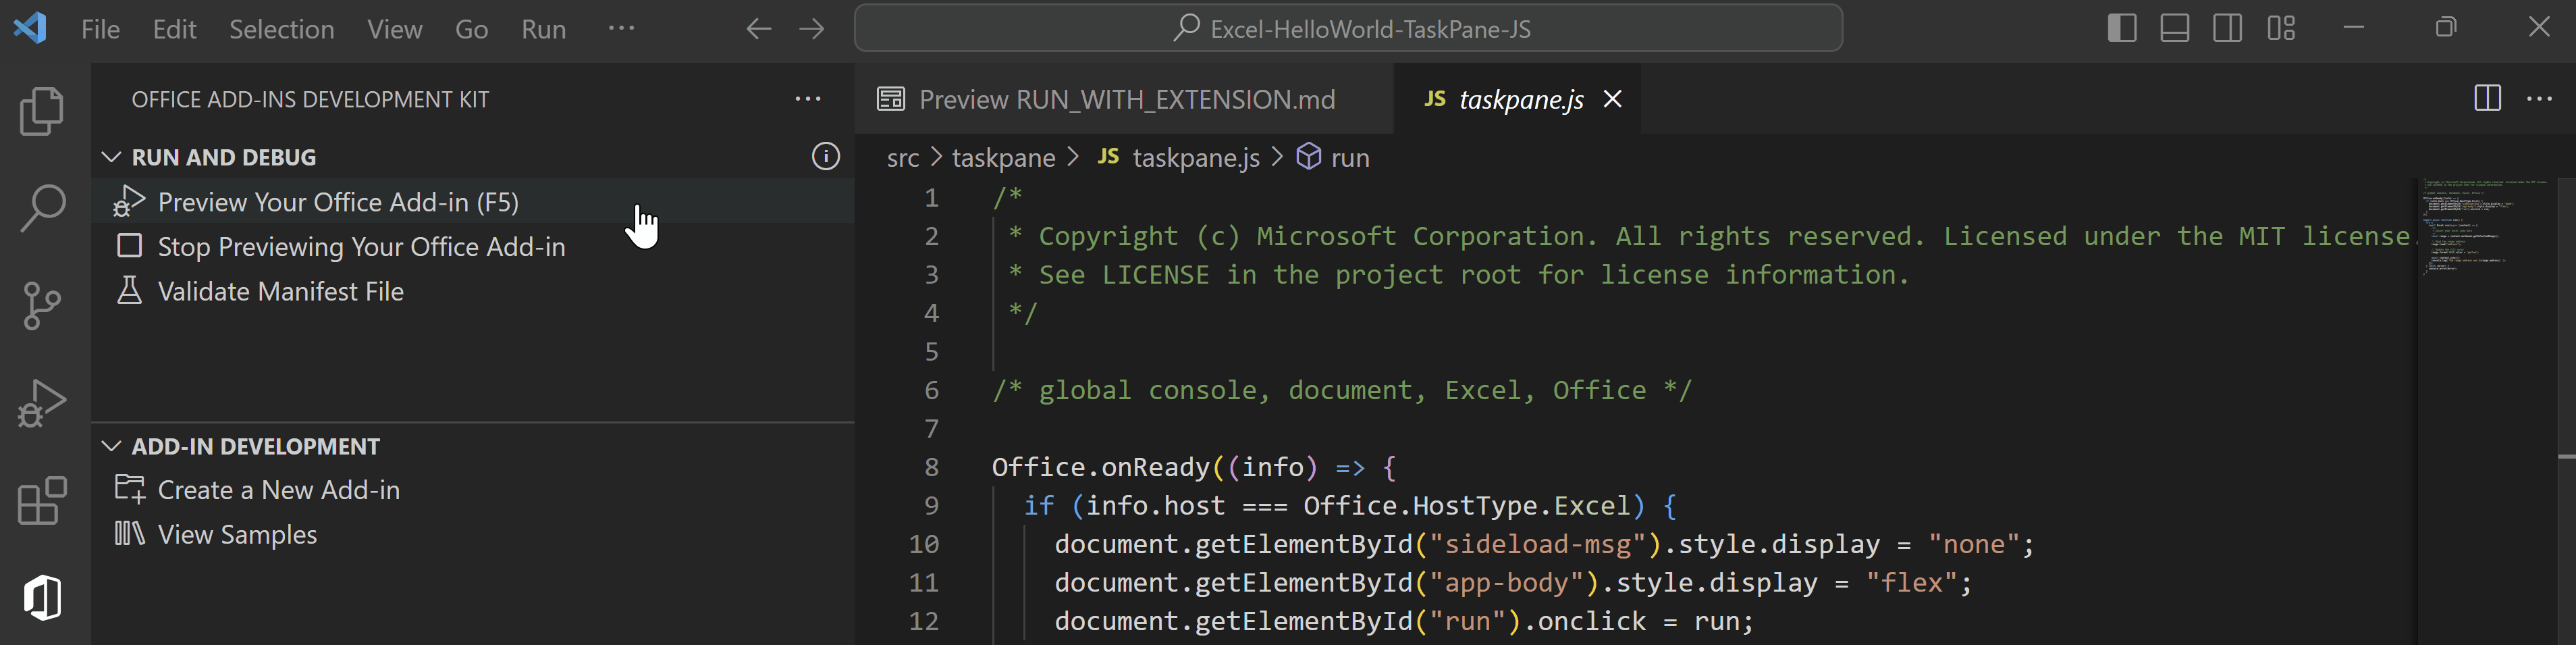 File Edit Selection View Go Run ···
Excel-HelloWorld-TaskPane-JS
OFFICE ADD-INS DEVELOPMENT KIT
RUN AND DEBUG
Preview Your Office Add-in (F5)
Stop Previewing Your Office Add-in
Validate Manifest File
ADD-IN DEVELOPMENT
Create a New Add-in
View Samples
Preview RUN_WITH_EXTENSION.md
JS taskpane.js
src > taskpane > JS taskpane.js > run
1 /*
2 * Copyright (c) Microsoft Corporation. All rights reserved. Licensed under the MIT license.
3 * See LICENSE in the project root for license information.
4 */
5
6 /* global console, document, Excel, Office */
7
8 Office.onReady((info) => {
9 if (info.host === Office.HostType.Excel) {
10 document.getElementById("sideload-msg").style.display = "none";
11 document.getElementById("app-body").style.display = "flex";
12 document.getElementById("run").onclick = run;